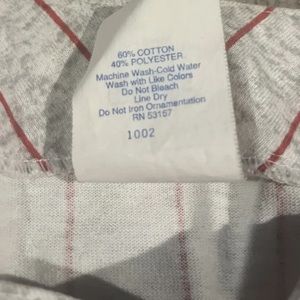 60% COTTON
40% POLYESTER
Machine Wash-Cold Water
Wash with Like Colors
Do Not Bleach
Line Dry
Do Not Iron Ornamentation
RN 53157
1002